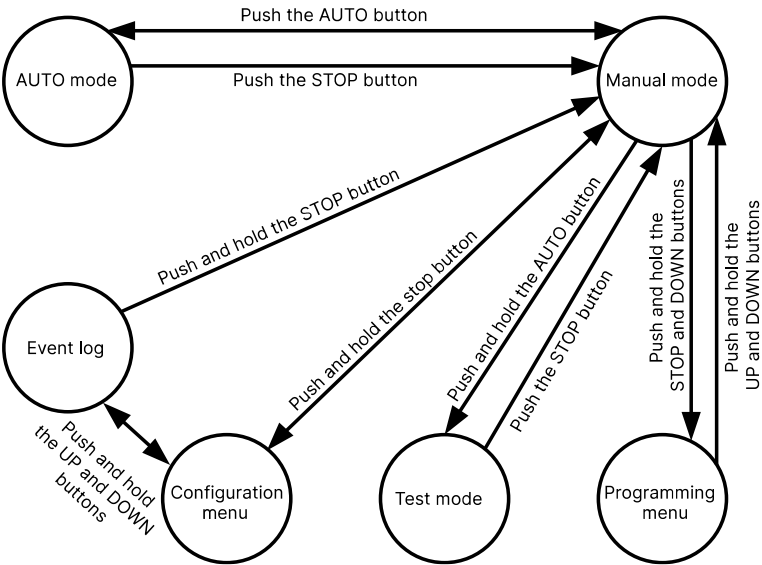 Push the AUTO button
AUTO mode
Push the STOP button
Manual mode
Push and hold the STOP button
Push and hold the stop button
Push and hold the AUTO button
Push the STOP button
Push and hold the
STOP and DOWN buttons
Push and hold the
UP and DOWN buttons
Event log
Push and hold
the UP and DOWN
buttons
Configuration
menu
Test mode
Programming
menu